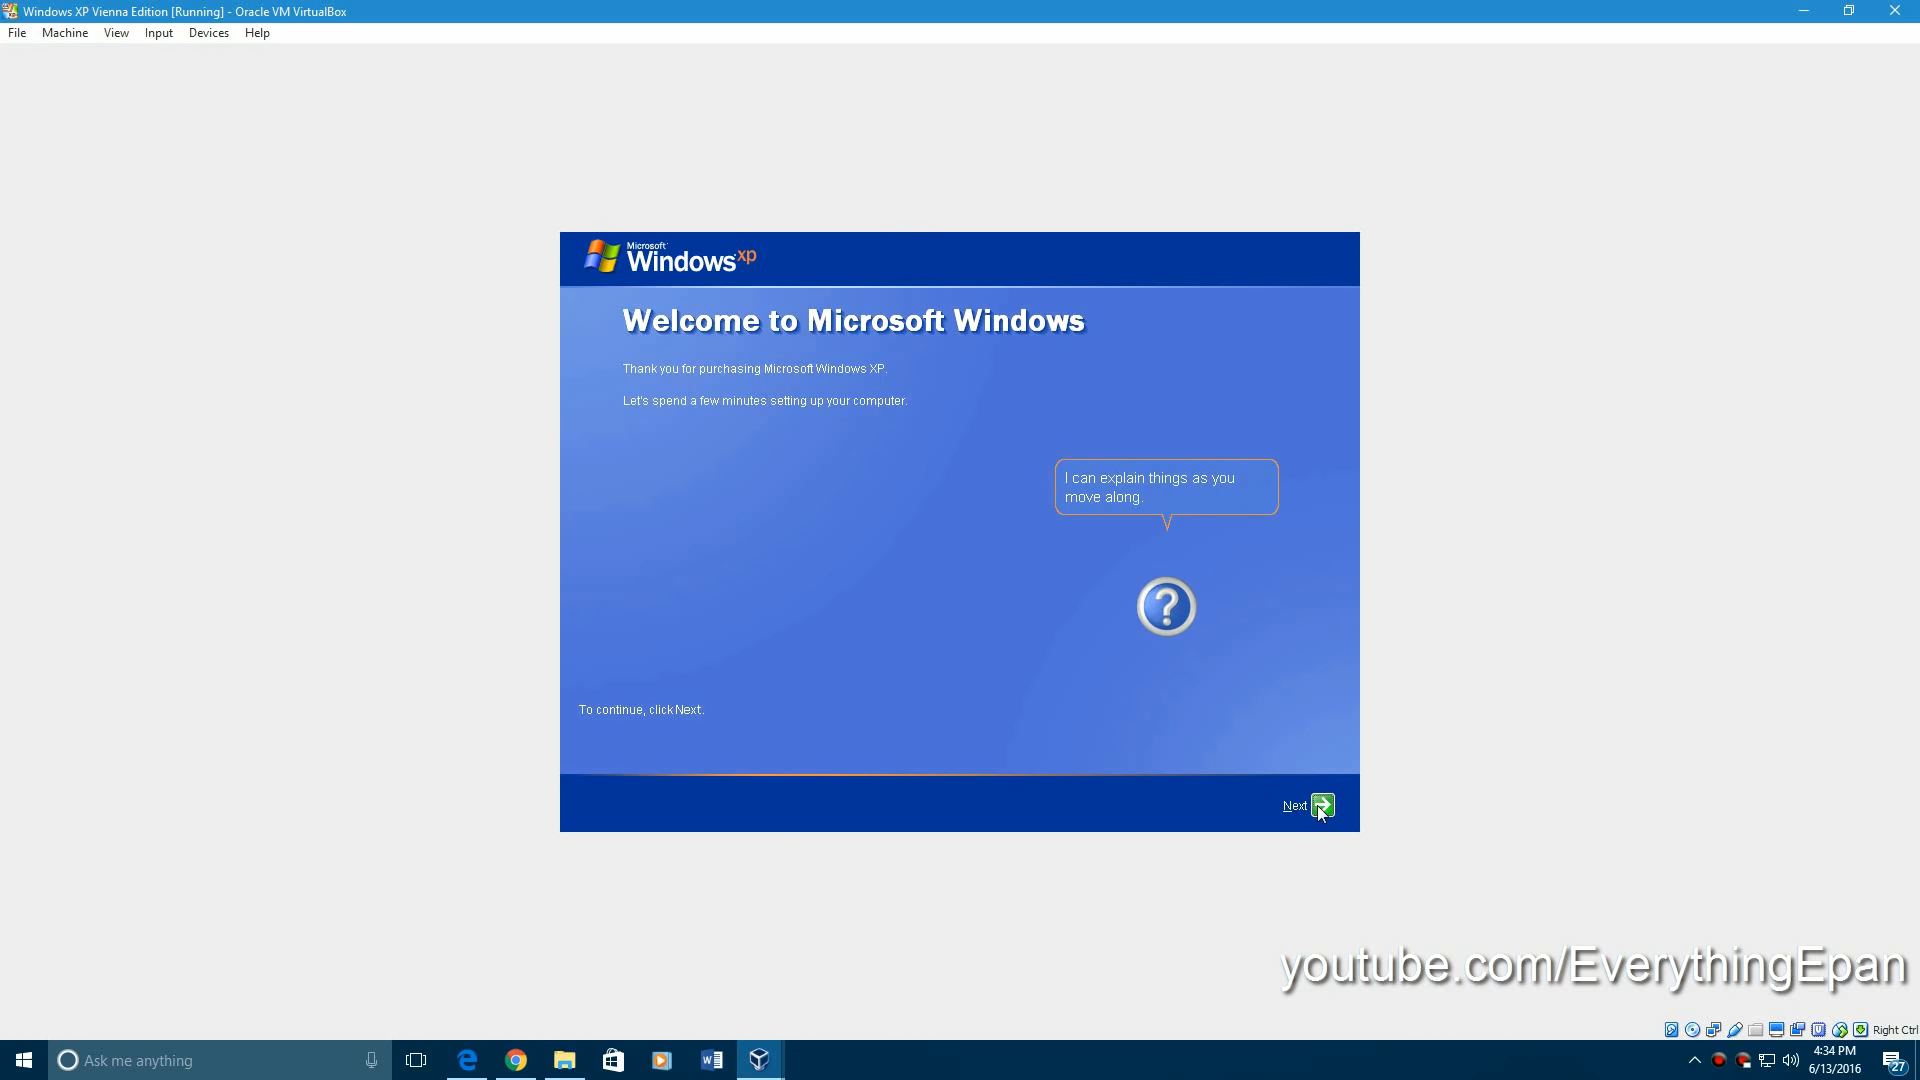 Windows XP Vienna Edition [Running] - Oracle VM VirtualBox
File Machine View Input Devices Help
Microsoft
Windows xp
Welcome to Microsoft Windows
Thank you for purchasing Microsoft Windows XP.
Let's spend a few minutes setting up your computer.
I can explain things as you
move along.
?
To continue, click Next.
Next
youtube.com/EverythingEpan
Right Ctrl
Ask me anything
4:34 PM
6/13/2016
27